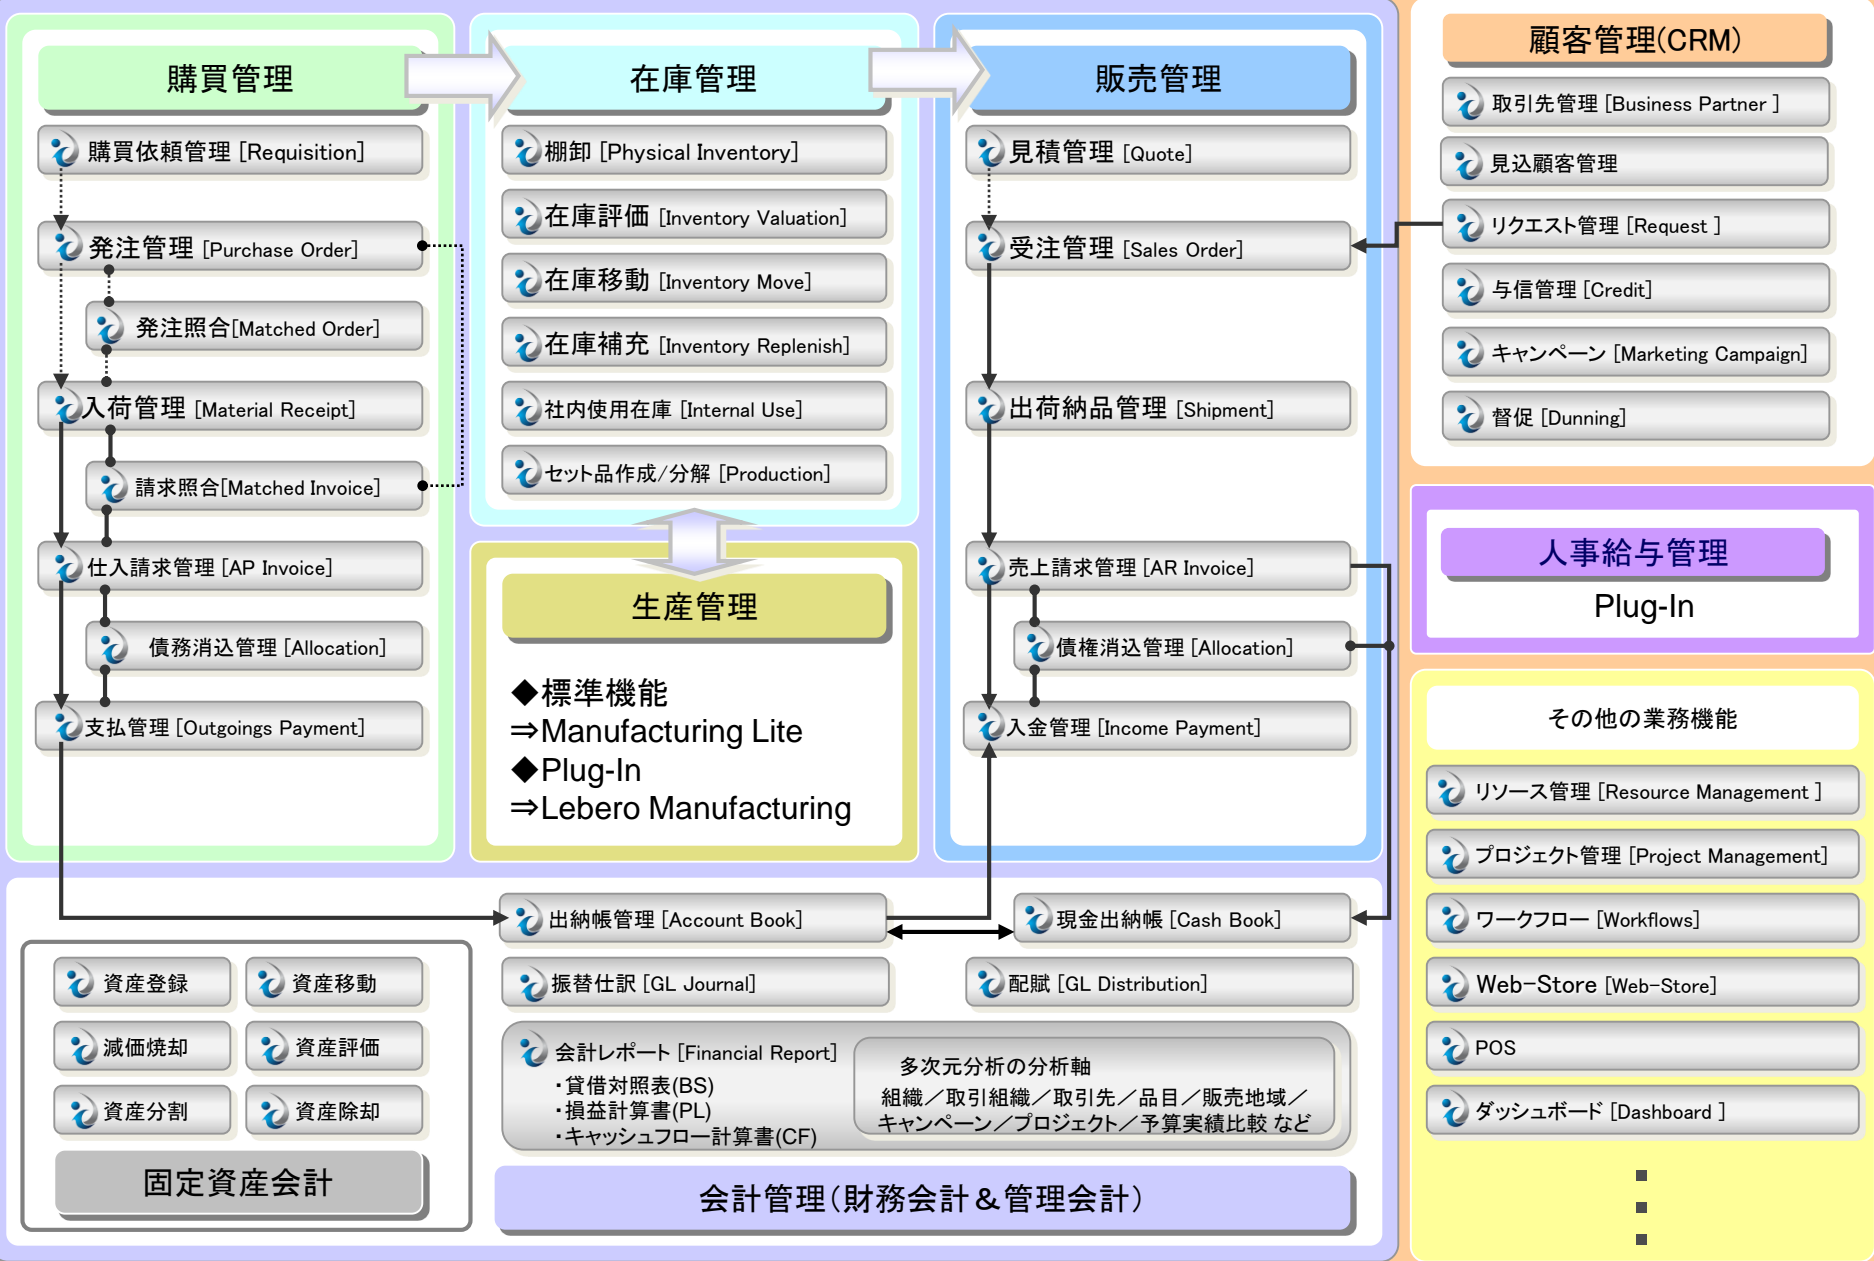 購買管理
購買依頼管理 [Requisition]
発注管理 [Purchase Order]
発注照合[Matched Order]
入荷管理 [Material Receipt]
請求照合[Matched Invoice]
仕入請求管理 [AP Invoice]
債務消込管理 [Allocation]
支払管理 [Outgoings Payment]
在庫管理
棚卸 [Physical Inventory]
在庫評価 [Inventory Valuation]
在庫移動 [Inventory Move]
在庫補充 [Inventory Replenish]
社内使用在庫 [Internal Use]
セット品作成/分解 [Production]
生産管理
◆標準機能
⇒Manufacturing Lite
◆Plug-In
⇒Lebero Manufacturing
販売管理
見積管理 [Quote]
受注管理 [Sales Order]
出荷納品管理 [Shipment]
売上請求管理 [AR Invoice]
債権消込管理 [Allocation]
入金管理 [Income Payment]
出納帳管理 [Account Book]
現金出納帳 [Cash Book]
振替仕訳 [GL Journal]
配賦 [GL Distribution]
会計レポート [Financial Report]
・貸借対照表(BS)
・損益計算書(PL)
・キャッシュフロー計算書(CF)
多次元分析の分析軸
組織／取引組織／取引先／品目／販売地域／
キャンペーン／プロジェクト／予算実績比較 など
会計管理（財務会計＆管理会計）
資産登録
資産移動
減価焼却
資産評価
資産分割
資産除却
固定資産会計
顧客管理(CRM)
取引先管理 [Business Partner ]
見込顧客管理
リクエスト管理 [Request ]
与信管理 [Credit]
キャンペーン [Marketing Campaign]
督促 [Dunning]
人事給与管理
Plug-In
その他の業務機能
リソース管理 [Resource Management ]
プロジェクト管理 [Project Management]
ワークフロー [Workflows]
Web-Store [Web-Store]
POS
ダッシュボード [Dashboard ]